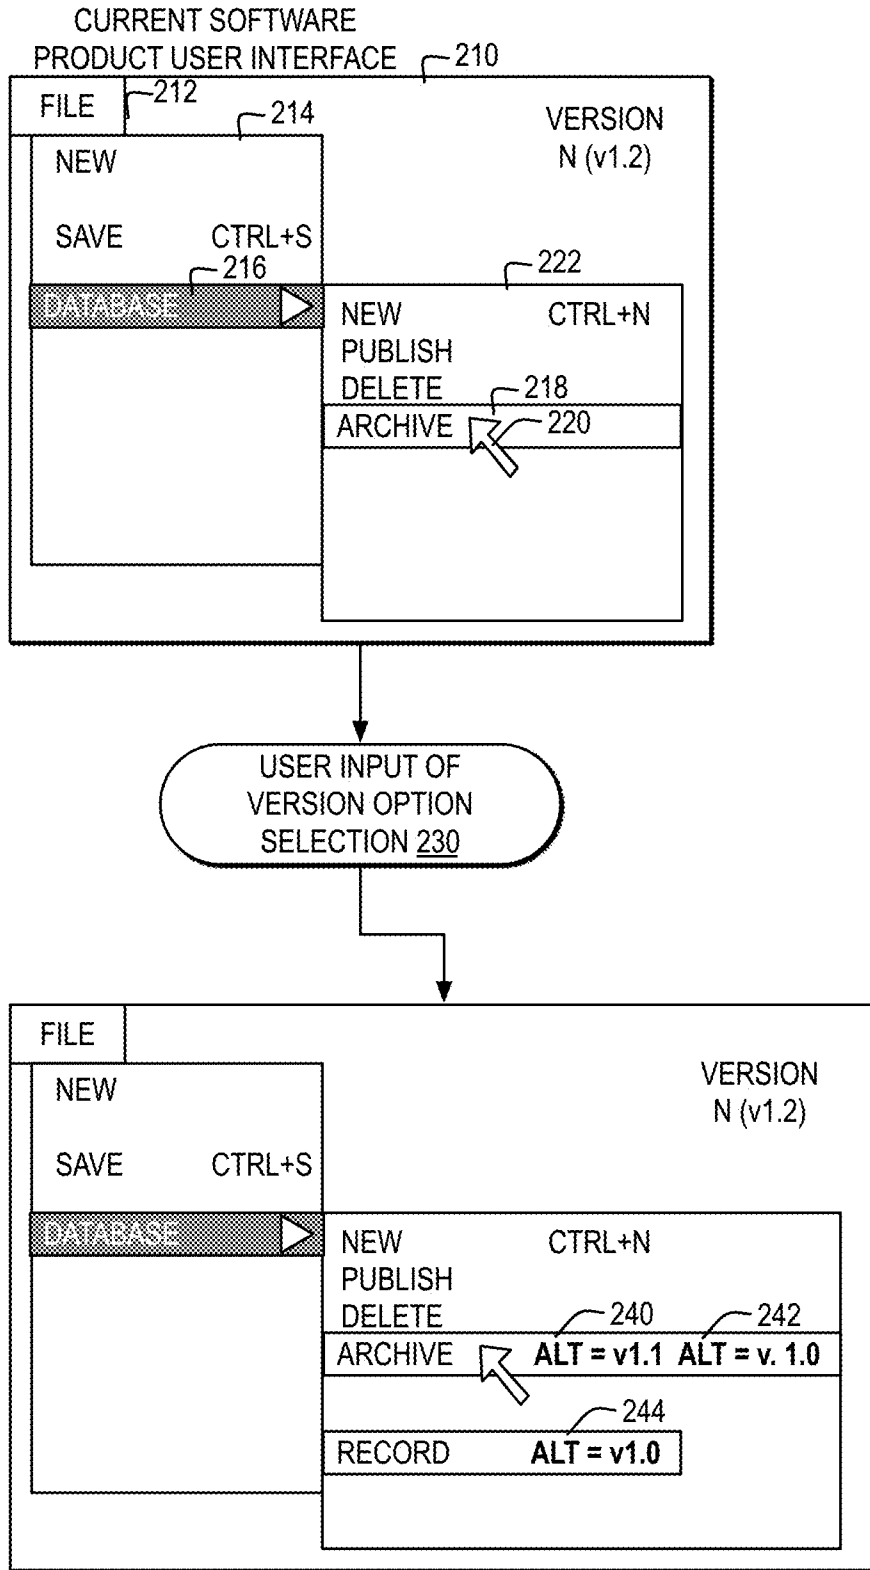 CURRENT SOFTWARE
PRODUCT USER INTERFACE 210
FILE 212
214
VERSION
N (v1.2)
NEW
SAVE CTRL+S
216
222
DATABASE
NEW CTRL+N
PUBLISH
DELETE 218
ARCHIVE 220
USER INPUT OF
VERSION OPTION
SELECTION 230
FILE
VERSION
N (v1.2)
NEW
SAVE CTRL+S
DATABASE
NEW CTRL+N
PUBLISH
DELETE 240 242
ARCHIVE ALT = v1.1 ALT = v. 1.0
244
RECORD ALT = v1.0